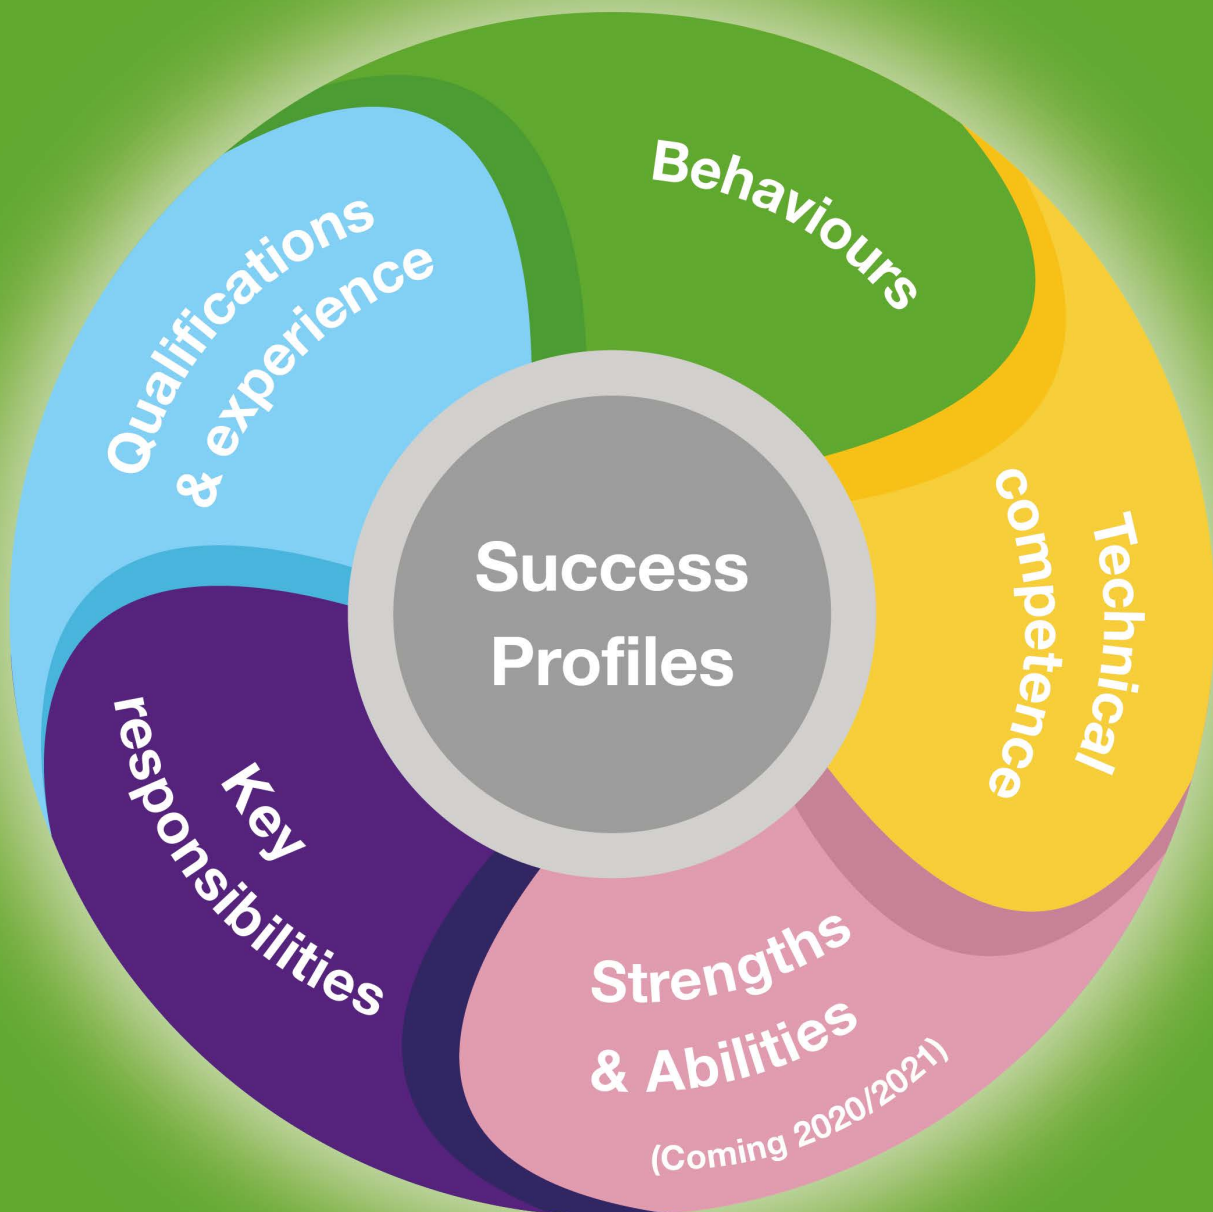 Success
Profiles
Behaviours
Technical
competence
Strengths
& Abilities
(Coming 2020/2021)
Key
responsibilities
Qualifications
& experience